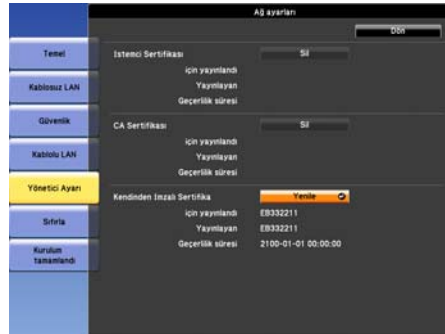 Ağ ayarları
Dön
Temel
Kablosuz LAN
Güvenlik
Kablolu LAN
Yönetici Ayarı
Sıfırla
Kurulum
tamamlandı
İstemci Sertifikası
Sil
için yayınlandı
Yayınlayan
Geçerlilik süresi
CA Sertifikası
Sil
için yayınlandı
Yayınlayan
Geçerlilik süresi
Kendinden İmzalı Sertifika
Yenile
için yayınlandı
EB332211
Yayınlayan
EB332211
Geçerlilik süresi
2100-01-01 00:00:00